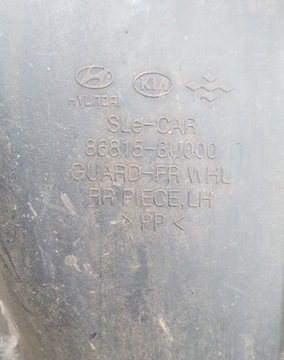 KIA
HYUNDAI
SLe-CAR
86815-3U000
GUARD-FR WHL
RR PIECE,LH
>PP<